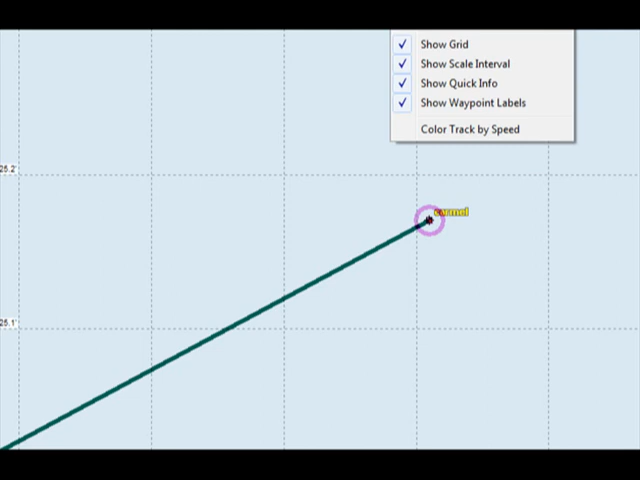 Show Grid
Show Scale Interval
Show Quick Info
Show Waypoint Labels
Color Track by Speed
25.2'
25.1'